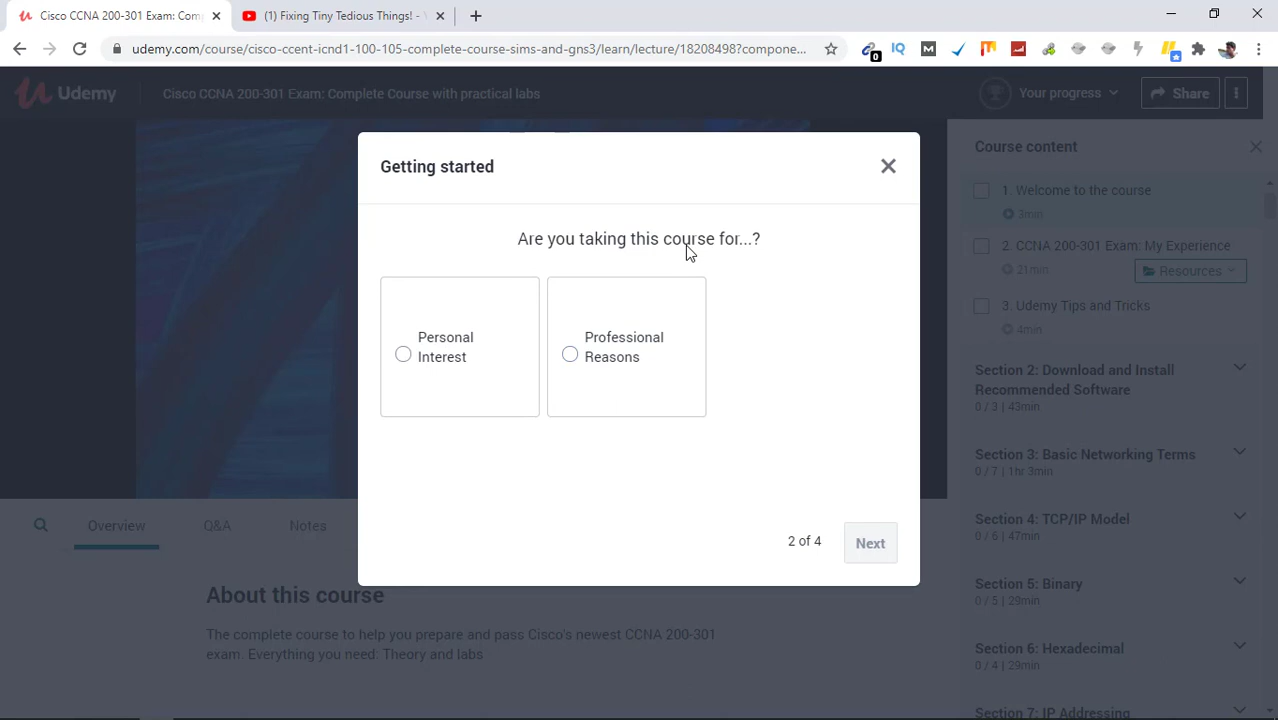 Cisco CCNA 200-301 Exam: Comp
(1) Fixing Tiny Tedious Things! - Y
udemy.com/course/cisco-ccent-icnd1-100-105-complete-course-sims-and-gns3/learn/lecture/18208498?compone...
0
IQ
M
Udemy
Cisco CCNA 200-301 Exam: Complete Course with practical labs
Your progress
Share
Getting started
Are you taking this course for...?
Personal
Interest
Professional
Reasons
2 of 4
Next
Course content
1. Welcome to the course
3min
2. CCNA 200-301 Exam: My Experience
21min
Resources
3. Udemy Tips and Tricks
4min
Section 2: Download and Install
Recommended Software
0 / 3 | 43min
Section 3: Basic Networking Terms
0 / 7 | 1hr 3min
Section 4: TCP/IP Model
0 / 6 | 47min
Section 5: Binary
0 / 5 | 29min
Section 6: Hexadecimal
0 / 4 | 29min
Section 7: IP Addressing
Overview
Q&A
Notes
About this course
The complete course to help you prepare and pass Cisco's newest CCNA 200-301
exam. Everything you need: Theory and labs